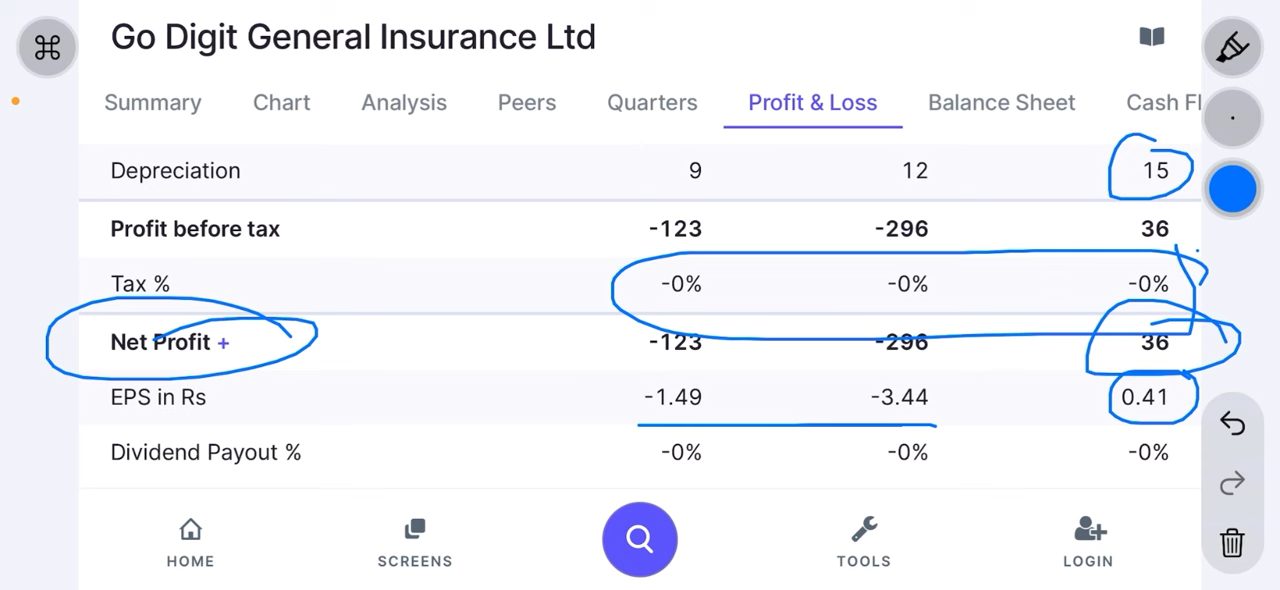 Go Digit General Insurance Ltd
Summary Chart Analysis Peers Quarters Profit & Loss Balance Sheet Cash Fl
Depreciation 9 12 15
Profit before tax -123 -296 36
Tax % -0% -0% -0%
Net Profit + -123 -296 36
EPS in Rs -1.49 -3.44 0.41
Dividend Payout % -0% -0% -0%
HOME SCREENS TOOLS LOGIN